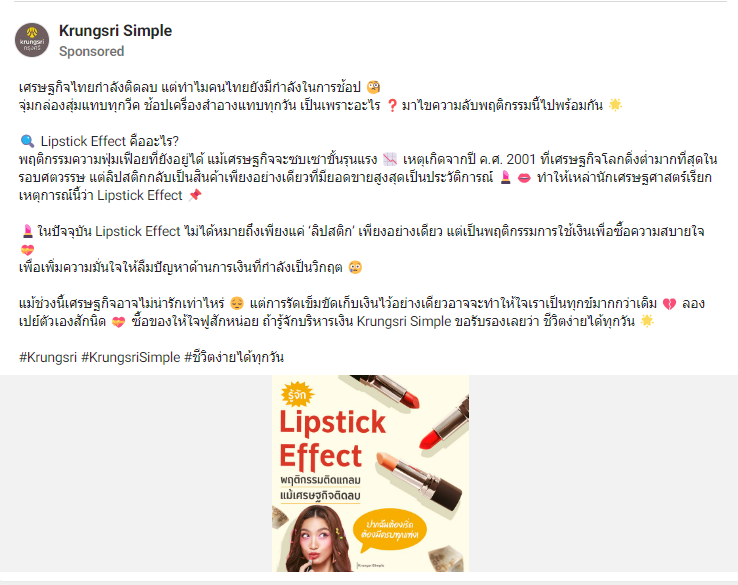 Krungsri Simple
Sponsored
krungsri
กรุงศรี
เศรษฐกิจไทยกำลังติดลบ แต่ทำไมคนไทยยังมีกำลังในการช้อป 🧐
จุ่มกล่องสุ่มแทบทุกวีค ช้อปเครื่องสำอางแทบทุกวัน เป็นเพราะอะไร ❓ มาไขความลับพฤติกรรมนี้ไปพร้อมกัน 🌟
🔍 Lipstick Effect คืออะไร?
พฤติกรรมความฟุ่มเฟือยที่ยังอยู่ได้ แม้เศรษฐกิจจะซบเซาขั้นรุนแรง เหตุเกิดจากปี ค.ศ. 2001 ที่เศรษฐกิจโลกดิ่งต่ำมากที่สุดใน
รอบศตวรรษ แต่ลิปสติกกลับเป็นสินค้าเพียงอย่างเดียวที่มียอดขายสูงสุดเป็นประวัติการณ์ 💄 👄 ทำให้เหล่านักเศรษฐศาสตร์เรียก
เหตุการณ์นี้ว่า Lipstick Effect 📌
💄 ในปัจจุบัน Lipstick Effect ไม่ได้หมายถึงเพียงแค่ 'ลิปสติก' เพียงอย่างเดียว แต่เป็นพฤติกรรมการใช้เงินเพื่อซื้อความสบายใจ
💝
เพื่อเพิ่มความมั่นใจให้ลืมปัญหาด้านการเงินที่กำลังเป็นวิกฤต 😳
แม้ช่วงนี้เศรษฐกิจอาจไม่น่ารักเท่าไหร่ 😔 แต่การรัดเข็มขัดเก็บเงินไว้อย่างเดียวอาจจะทำให้ใจเราเป็นทุกข์มากกว่าเดิม 💔 ลอง
เปย์ตัวเองสักนิด 💝 ซื้อของให้ใจฟูสักหน่อย ถ้ารู้จักบริหารเงิน Krungsri Simple ขอรับรองเลยว่า ชีวิตง่ายได้ทุกวัน 🌟
#Krungsri #KrungsriSimple #ชีวิตง่ายได้ทุกวัน
รู้จัก
Lipstick
Effect
พฤติกรรมติดแกลม
แม้เศรษฐกิจติดลบ
ปากฉันต้องเริ่ด
ต้องมีครบทุกแท่ง!
Krungsri Simple